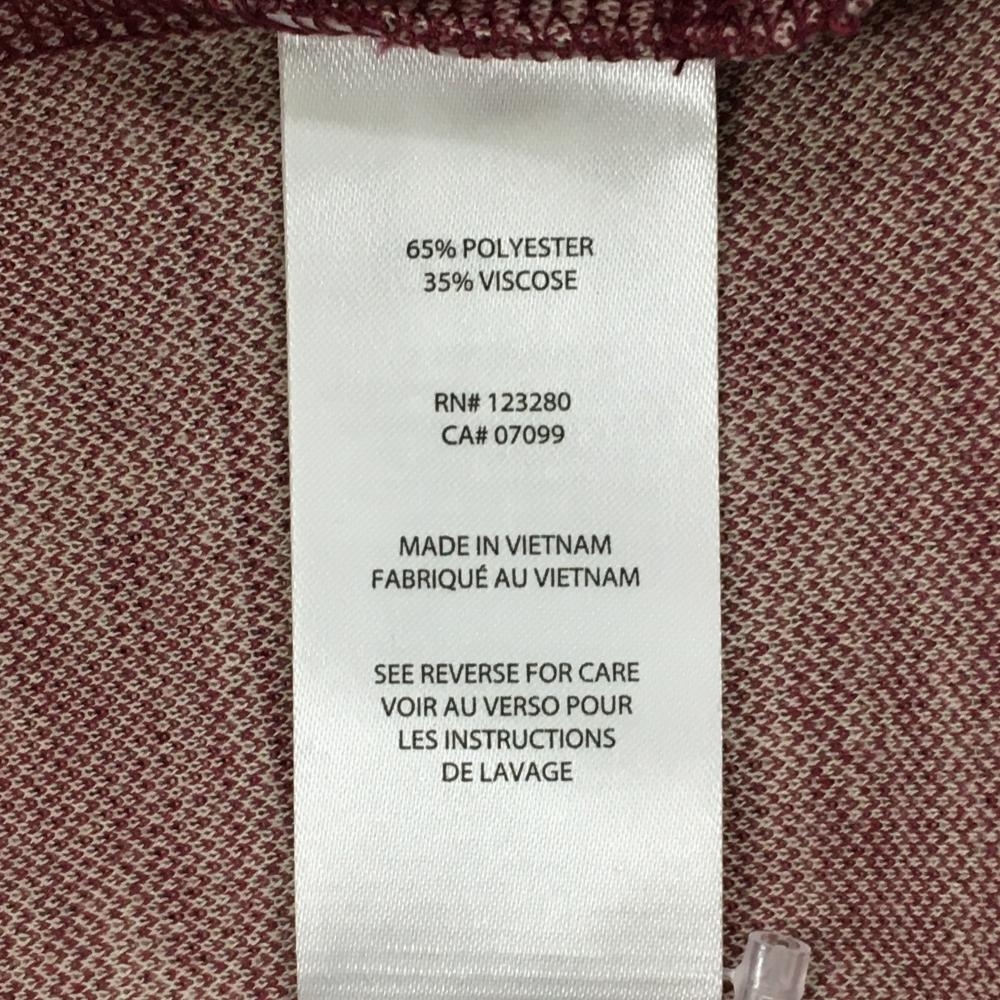 65% POLYESTER
35% VISCOSE
RN# 123280
CA# 07099
MADE IN VIETNAM
FABRIQUÉ AU VIETNAM
SEE REVERSE FOR CARE
VOIR AU VERSO POUR
LES INSTRUCTIONS
DE LAVAGE